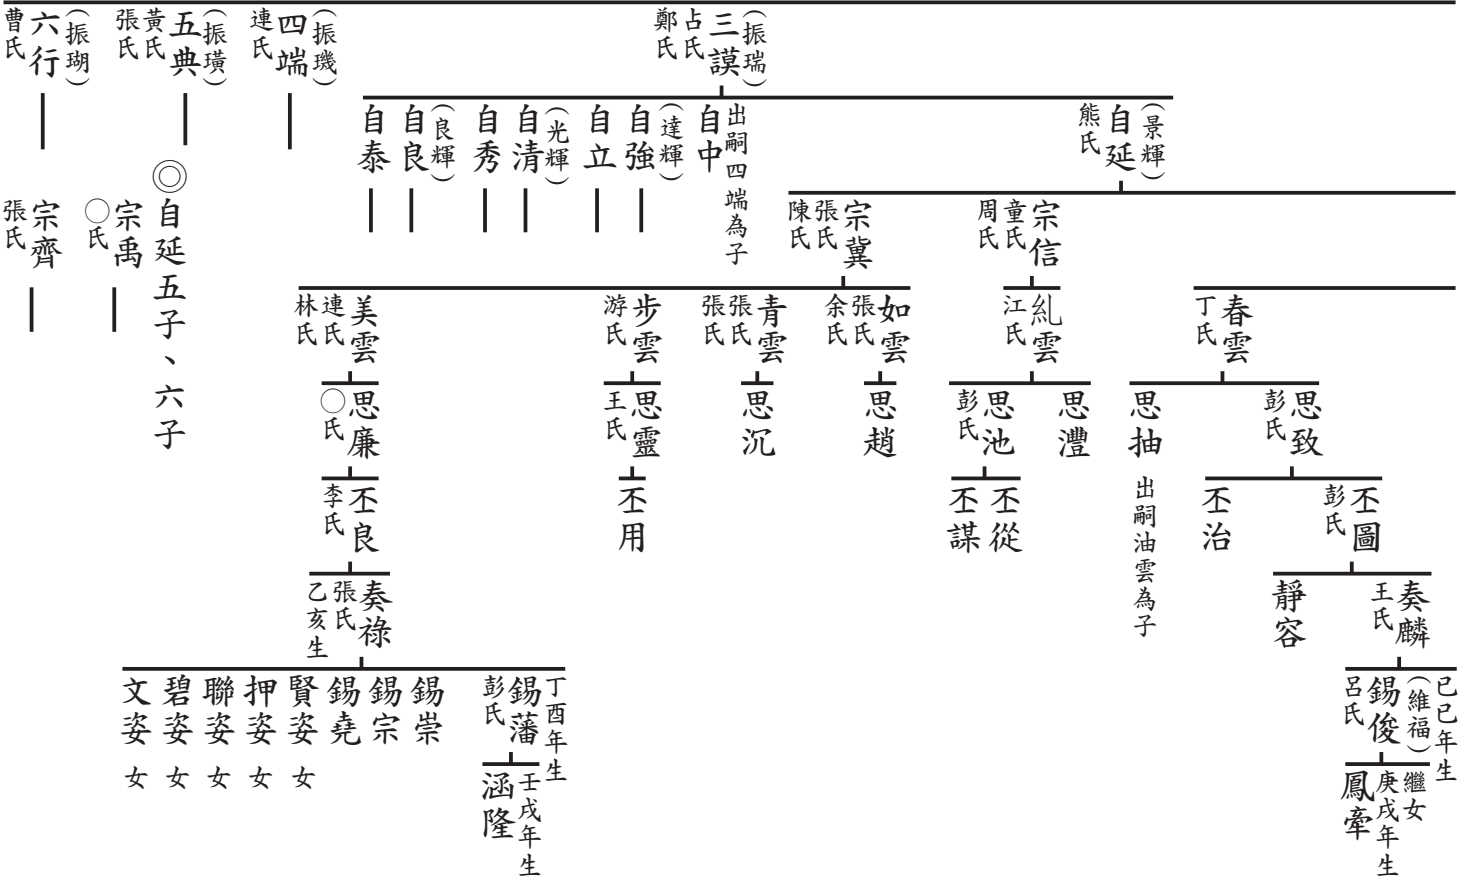 (振瑞)
三謨
占氏
鄭氏
(振璣)
四端
連氏
(振璜)
五典
黃氏
張氏
(振瑚)
六行
曹氏
(景輝)
自延
熊氏
出嗣四端為子
自中
(達輝)
自強
自立
(光輝)
自清
自秀
(良輝)
自良
自泰
◎自延五子、六子
宗信
童氏
周氏
宗冀
張氏
陳氏
宗禹
○氏
宗齊
張氏
春雲
丁氏
糺雲
江氏
如雲
張氏
余氏
青雲
張氏
張氏
步雲
游氏
美雲
連氏
林氏
思致
彭氏
思抽
出嗣油雲為子
思灃
思池
彭氏
思趙
思沉
思靈
王氏
思廉
○氏
丕圖
彭氏
丕治
丕從
丕謀
丕用
丕良
李氏
奏麟
王氏
靜容
奏祿
張氏
乙亥生
己巳年生
(維福)
錫俊
呂氏
丁酉年生
錫藩
彭氏
錫崇
錫宗
錫堯
賢姿 女
押姿 女
聯姿 女
碧姿 女
文姿 女
繼女
庚戌年生
鳳牽
壬戌年生
涵隆